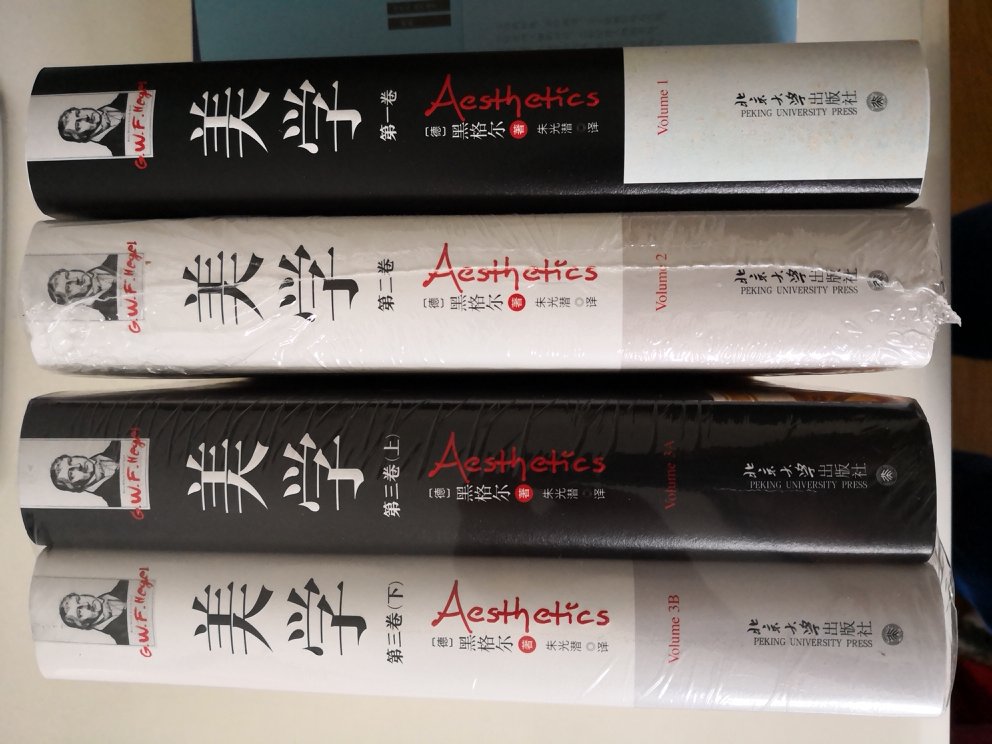 G.W.F. Hegel
美学
第一卷
Aesthetics
[德]黑格尔 著
朱光潜◎译
Volume 1
北京大学出版社
PEKING UNIVERSITY PRESS
G.W.F. Hegel
美学
第二卷
Aesthetics
[德]黑格尔 著
朱光潜◎译
Volume 2
北京大学出版社
PEKING UNIVERSITY PRESS
G.W.F. Hegel
美学
第三卷(上)
Aesthetics
[德]黑格尔 著
朱光潜◎译
Volume 3A
北京大学出版社
PEKING UNIVERSITY PRESS
G.W.F. Hegel
美学
第三卷(下)
Aesthetics
[德]黑格尔 著
朱光潜◎译
Volume 3B
北京大学出版社
PEKING UNIVERSITY PRESS